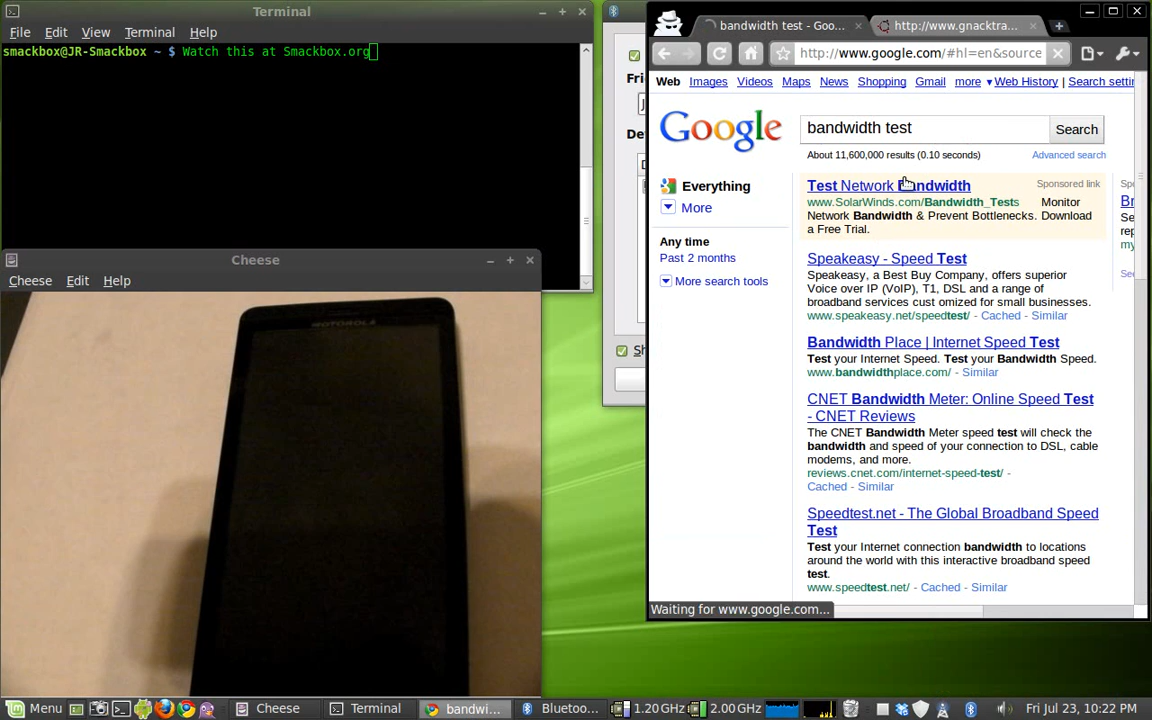 Terminal
File Edit View Terminal Help
smackbox@JR-Smackbox ~ $ Watch this at Smackbox.org
Cheese
Cheese Edit Help
MOTOROLA
bandwidth test - Goo...
http://www.gnacktra...
http://www.google.com/#hl=en&source
Web Images Videos Maps News Shopping Gmail more ▼ Web History | Search settin
Google
bandwidth test
Search
About 11,600,000 results (0.10 seconds)
Advanced search
Everything
More
Any time
Past 2 months
More search tools
Test Network Bandwidth
Sponsored link
www.SolarWinds.com/Bandwidth_Tests Monitor
Network Bandwidth & Prevent Bottlenecks. Download
a Free Trial.
Speakeasy - Speed Test
Speakeasy, a Best Buy Company, offers superior
Voice over IP (VoIP), T1, DSL and a range of
broadband services cust omized for small businesses.
www.speakeasy.net/speedtest/ - Cached - Similar
Bandwidth Place | Internet Speed Test
Test your Internet Speed. Test your Bandwidth Speed.
www.bandwidthplace.com/ - Similar
CNET Bandwidth Meter: Online Speed Test
- CNET Reviews
The CNET Bandwidth Meter speed test will check the
bandwidth and speed of your connection to DSL, cable
modems, and more.
reviews.cnet.com/internet-speed-test/ -
Cached - Similar
Speedtest.net - The Global Broadband Speed
Test
Test your Internet connection bandwidth to locations
around the world with this interactive broadband speed
test.
www.speedtest.net/ - Cached - Similar
Waiting for www.google.com...
Menu
Cheese
Terminal
bandwi...
Bluetoo...
1.20GHz
2.00GHz
Fri Jul 23, 10:22 PM